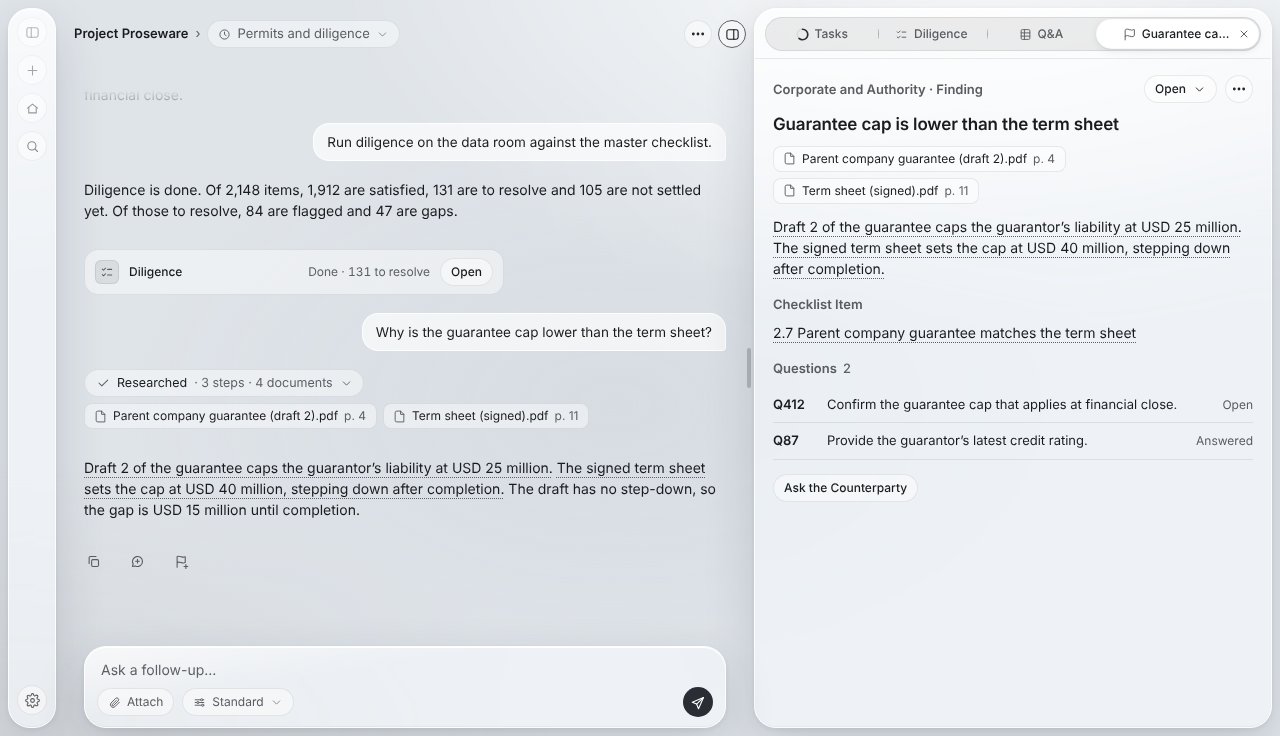 Project Proseware ›
Permits and diligence
financial close.
Run diligence on the data room against the master checklist.
Diligence is done. Of 2,148 items, 1,912 are satisfied, 131 are to resolve and 105 are not settled
yet. Of those to resolve, 84 are flagged and 47 are gaps.
Diligence
Done · 131 to resolve
Open
Why is the guarantee cap lower than the term sheet?
Researched · 3 steps · 4 documents
Parent company guarantee (draft 2).pdf p. 4
Term sheet (signed).pdf p. 11
Draft 2 of the guarantee caps the guarantor’s liability at USD 25 million. The signed term sheet
sets the cap at USD 40 million, stepping down after completion. The draft has no step-down, so
the gap is USD 15 million until completion.
Ask a follow-up...
Attach
Standard
Tasks
Diligence
Q&A
Guarantee ca...
Corporate and Authority · Finding
Open
Guarantee cap is lower than the term sheet
Parent company guarantee (draft 2).pdf p. 4
Term sheet (signed).pdf p. 11
Draft 2 of the guarantee caps the guarantor’s liability at USD 25 million.
The signed term sheet sets the cap at USD 40 million, stepping down
after completion.
Checklist Item
2.7 Parent company guarantee matches the term sheet
Questions 2
Q412 Confirm the guarantee cap that applies at financial close. Open
Q87 Provide the guarantor’s latest credit rating. Answered
Ask the Counterparty